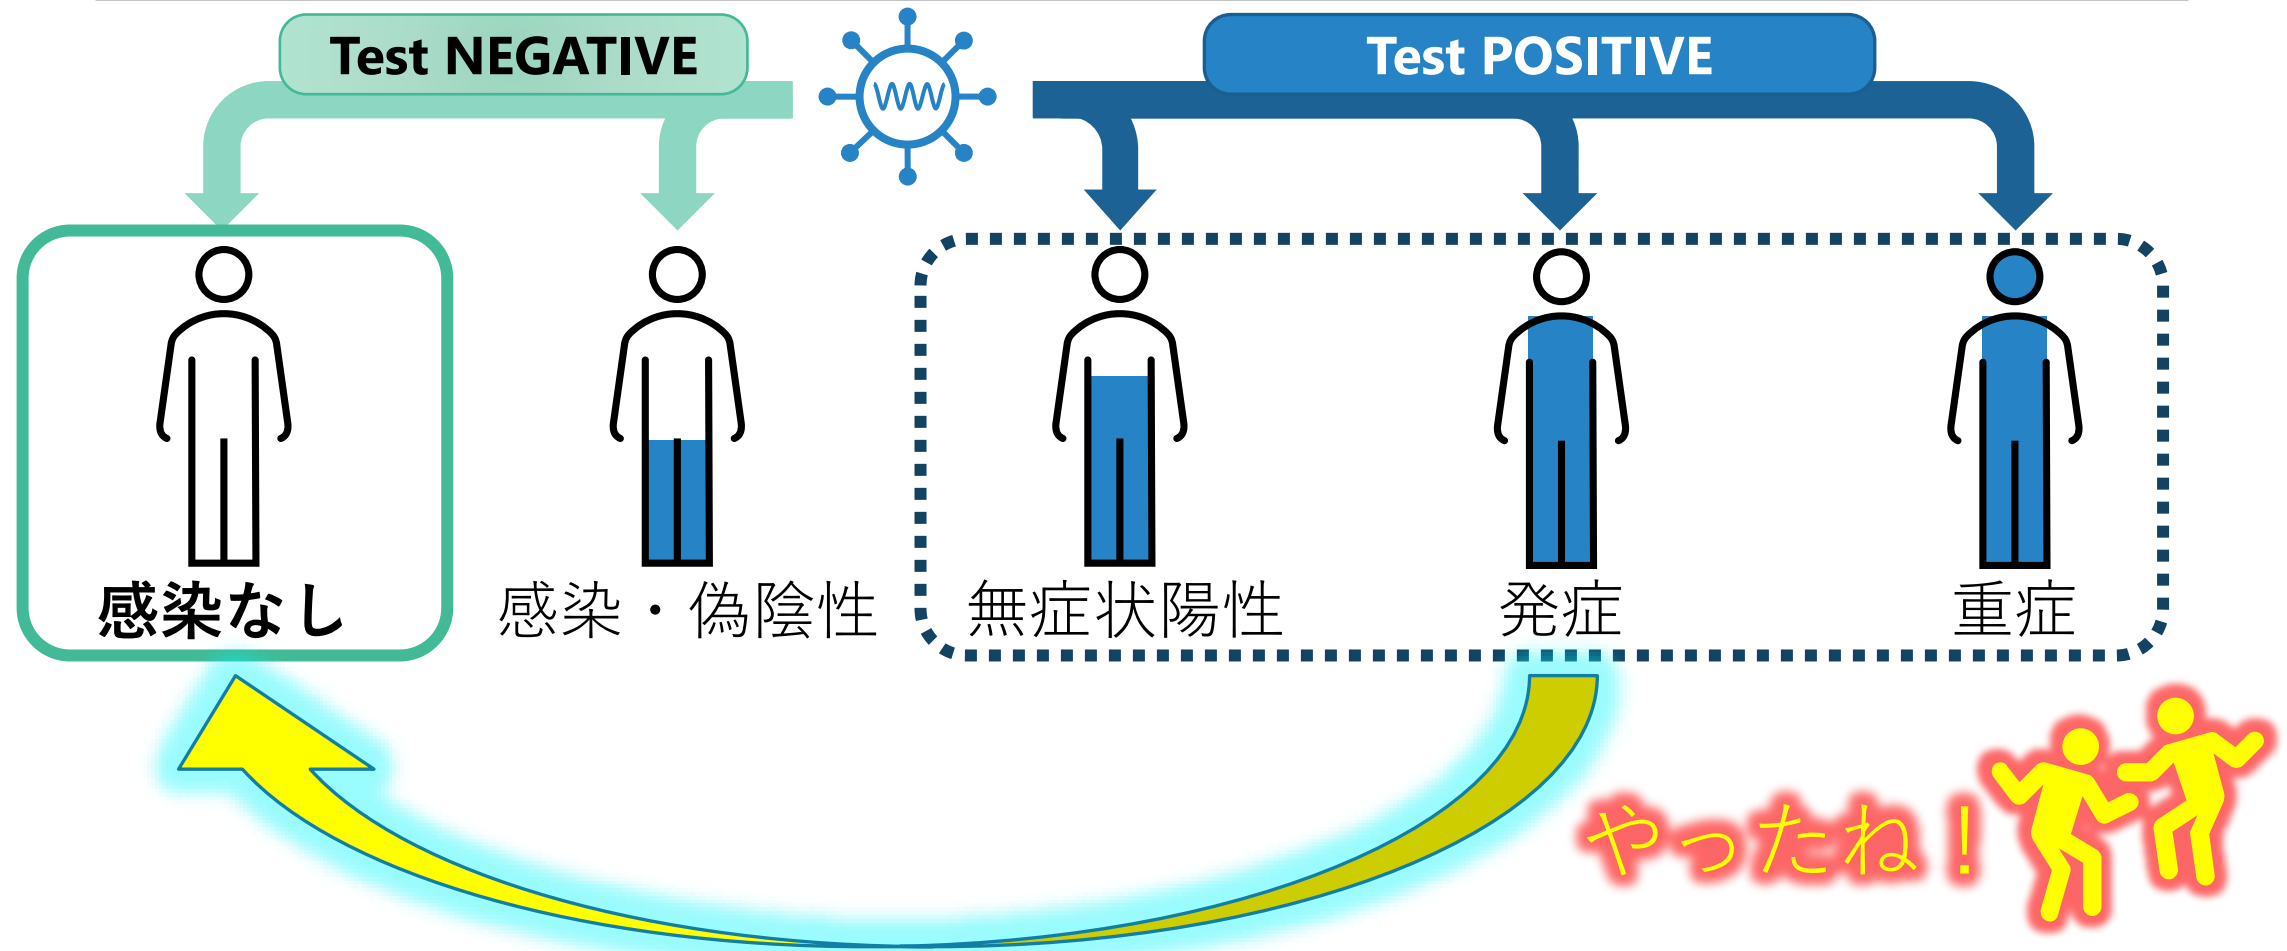 Test NEGATIVE
Test POSITIVE
感染なし
感染・偽陰性
無症状陽性
発症
重症
やったね！